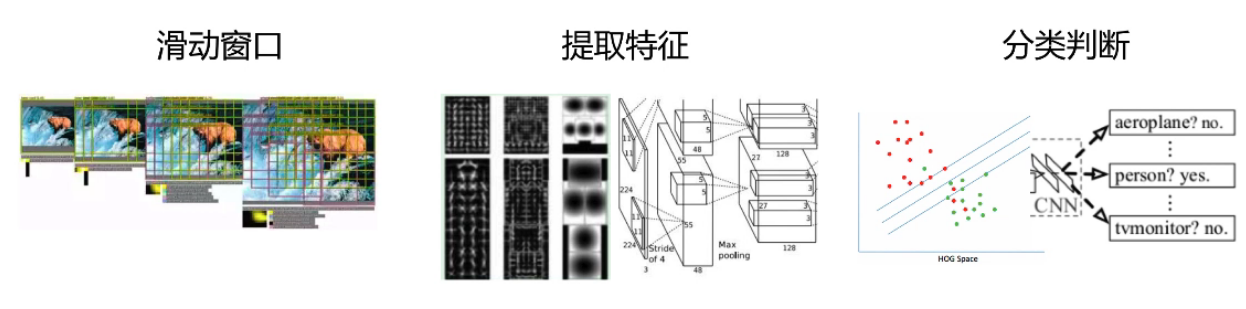 滑动窗口
提取特征
分类判断
11
11
224
11
11
224
3
Stride
of 4
5
5
48
55
5
5
55
48
Max
pooling
27
3
3
128
27
3
3
128
HOG Space
CNN
aeroplane? no.
person? yes.
tvmonitor? no.